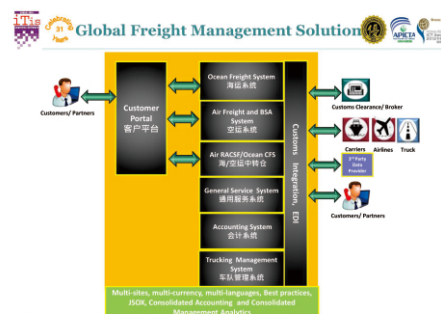 iTis
Celebrating
31
Years
Global Freight Management Solution
APICTA
Customers/ Partners
Customer
Portal
客户平台
Ocean Freight System
海运系统
Air Freight and BSA
System
空运系统
Air RACSF/Ocean CFS
海/空运中转仓
General Service System
通用服务系统
Accounting System
会计系统
Trucking Management
System
车队管理系统
Customs Integration, EDI
Customs Clearance/ Broker
Carriers
Airlines
Truck
3rd Party
Data
Provider
Customers/ Partners
Multi-sites, multi-currency, multi-languages, Best practices,
JSOX, Consolidated Accounting and Consolidated
Management Analytics